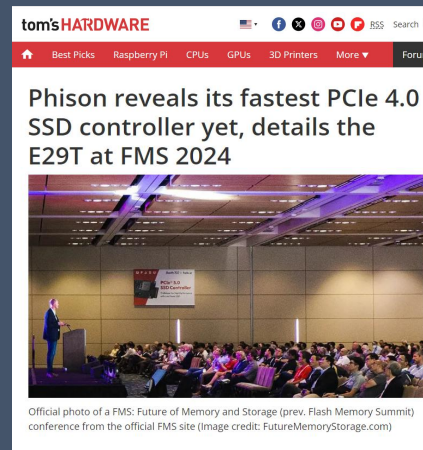 tom's HARDWARE
RSS Search
Best Picks Raspberry Pi CPUs GPUs 3D Printers More ▼ Foru
Phison reveals its fastest PCIe 4.0
SSD controller yet, details the
E29T at FMS 2024
PCIe® 5.0
SSD Controller
Official photo of a FMS: Future of Memory and Storage (prev. Flash Memory Summit)
conference from the official FMS site (Image credit: FutureMemoryStorage.com)